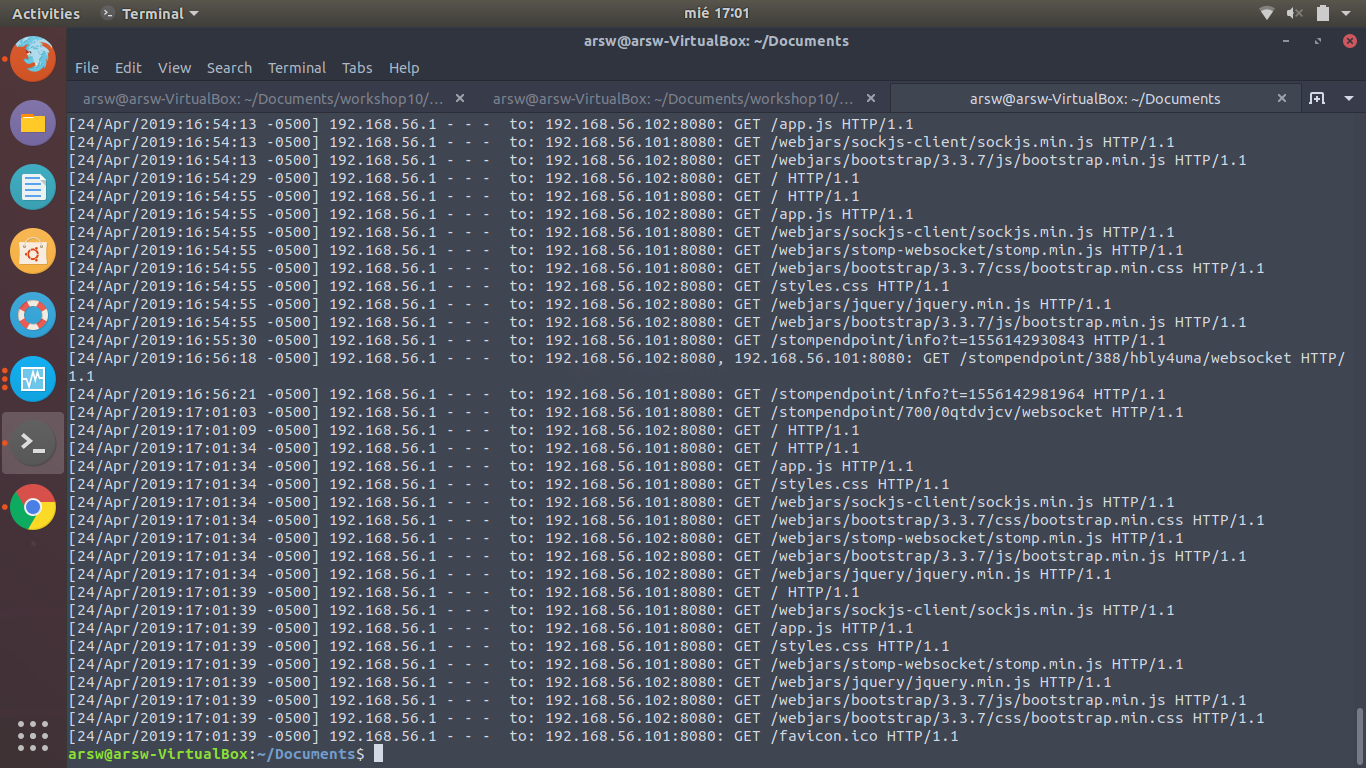 Activities Terminal mié 17:01
arsw@arsw-VirtualBox: ~/Documents
File Edit View Search Terminal Tabs Help
arsw@arsw-VirtualBox: ~/Documents/workshop10/... arsw@arsw-VirtualBox: ~/Documents/workshop10/... arsw@arsw-VirtualBox: ~/Documents
[24/Apr/2019:16:54:13 -0500] 192.168.56.1 - - -  to: 192.168.56.102:8080: GET /app.js HTTP/1.1
[24/Apr/2019:16:54:13 -0500] 192.168.56.1 - - -  to: 192.168.56.101:8080: GET /webjars/sockjs-client/sockjs.min.js HTTP/1.1
[24/Apr/2019:16:54:13 -0500] 192.168.56.1 - - -  to: 192.168.56.102:8080: GET /webjars/bootstrap/3.3.7/js/bootstrap.min.js HTTP/1.1
[24/Apr/2019:16:54:29 -0500] 192.168.56.1 - - -  to: 192.168.56.102:8080: GET / HTTP/1.1
[24/Apr/2019:16:54:55 -0500] 192.168.56.1 - - -  to: 192.168.56.101:8080: GET / HTTP/1.1
[24/Apr/2019:16:54:55 -0500] 192.168.56.1 - - -  to: 192.168.56.102:8080: GET /app.js HTTP/1.1
[24/Apr/2019:16:54:55 -0500] 192.168.56.1 - - -  to: 192.168.56.101:8080: GET /webjars/sockjs-client/sockjs.min.js HTTP/1.1
[24/Apr/2019:16:54:55 -0500] 192.168.56.1 - - -  to: 192.168.56.102:8080: GET /webjars/stomp-websocket/stomp.min.js HTTP/1.1
[24/Apr/2019:16:54:55 -0500] 192.168.56.1 - - -  to: 192.168.56.101:8080: GET /webjars/bootstrap/3.3.7/css/bootstrap.min.css HTTP/1.1
[24/Apr/2019:16:54:55 -0500] 192.168.56.1 - - -  to: 192.168.56.102:8080: GET /styles.css HTTP/1.1
[24/Apr/2019:16:54:55 -0500] 192.168.56.1 - - -  to: 192.168.56.101:8080: GET /webjars/jquery/jquery.min.js HTTP/1.1
[24/Apr/2019:16:54:55 -0500] 192.168.56.1 - - -  to: 192.168.56.102:8080: GET /webjars/bootstrap/3.3.7/js/bootstrap.min.js HTTP/1.1
[24/Apr/2019:16:55:30 -0500] 192.168.56.1 - - -  to: 192.168.56.101:8080: GET /stompendpoint/info?t=1556142930843 HTTP/1.1
[24/Apr/2019:16:56:18 -0500] 192.168.56.1 - - -  to: 192.168.56.102:8080, 192.168.56.101:8080: GET /stompendpoint/388/hbly4uma/websocket HTTP/
1.1
[24/Apr/2019:16:56:21 -0500] 192.168.56.1 - - -  to: 192.168.56.101:8080: GET /stompendpoint/info?t=1556142981964 HTTP/1.1
[24/Apr/2019:17:01:03 -0500] 192.168.56.1 - - -  to: 192.168.56.101:8080: GET /stompendpoint/700/0qtdvjcv/websocket HTTP/1.1
[24/Apr/2019:17:01:09 -0500] 192.168.56.1 - - -  to: 192.168.56.102:8080: GET / HTTP/1.1
[24/Apr/2019:17:01:34 -0500] 192.168.56.1 - - -  to: 192.168.56.101:8080: GET / HTTP/1.1
[24/Apr/2019:17:01:34 -0500] 192.168.56.1 - - -  to: 192.168.56.102:8080: GET /app.js HTTP/1.1
[24/Apr/2019:17:01:34 -0500] 192.168.56.1 - - -  to: 192.168.56.101:8080: GET /styles.css HTTP/1.1
[24/Apr/2019:17:01:34 -0500] 192.168.56.1 - - -  to: 192.168.56.102:8080: GET /webjars/sockjs-client/sockjs.min.js HTTP/1.1
[24/Apr/2019:17:01:34 -0500] 192.168.56.1 - - -  to: 192.168.56.101:8080: GET /webjars/bootstrap/3.3.7/css/bootstrap.min.css HTTP/1.1
[24/Apr/2019:17:01:34 -0500] 192.168.56.1 - - -  to: 192.168.56.102:8080: GET /webjars/stomp-websocket/stomp.min.js HTTP/1.1
[24/Apr/2019:17:01:34 -0500] 192.168.56.1 - - -  to: 192.168.56.101:8080: GET /webjars/bootstrap/3.3.7/js/bootstrap.min.js HTTP/1.1
[24/Apr/2019:17:01:34 -0500] 192.168.56.1 - - -  to: 192.168.56.102:8080: GET /webjars/jquery/jquery.min.js HTTP/1.1
[24/Apr/2019:17:01:39 -0500] 192.168.56.1 - - -  to: 192.168.56.101:8080: GET / HTTP/1.1
[24/Apr/2019:17:01:39 -0500] 192.168.56.1 - - -  to: 192.168.56.102:8080: GET /webjars/sockjs-client/sockjs.min.js HTTP/1.1
[24/Apr/2019:17:01:39 -0500] 192.168.56.1 - - -  to: 192.168.56.101:8080: GET /app.js HTTP/1.1
[24/Apr/2019:17:01:39 -0500] 192.168.56.1 - - -  to: 192.168.56.101:8080: GET /styles.css HTTP/1.1
[24/Apr/2019:17:01:39 -0500] 192.168.56.1 - - -  to: 192.168.56.101:8080: GET /webjars/stomp-websocket/stomp.min.js HTTP/1.1
[24/Apr/2019:17:01:39 -0500] 192.168.56.1 - - -  to: 192.168.56.102:8080: GET /webjars/jquery/jquery.min.js HTTP/1.1
[24/Apr/2019:17:01:39 -0500] 192.168.56.1 - - -  to: 192.168.56.101:8080: GET /webjars/bootstrap/3.3.7/js/bootstrap.min.js HTTP/1.1
[24/Apr/2019:17:01:39 -0500] 192.168.56.1 - - -  to: 192.168.56.102:8080: GET /webjars/bootstrap/3.3.7/css/bootstrap.min.css HTTP/1.1
[24/Apr/2019:17:01:39 -0500] 192.168.56.1 - - -  to: 192.168.56.101:8080: GET /favicon.ico HTTP/1.1
arsw@arsw-VirtualBox:~/Documents$